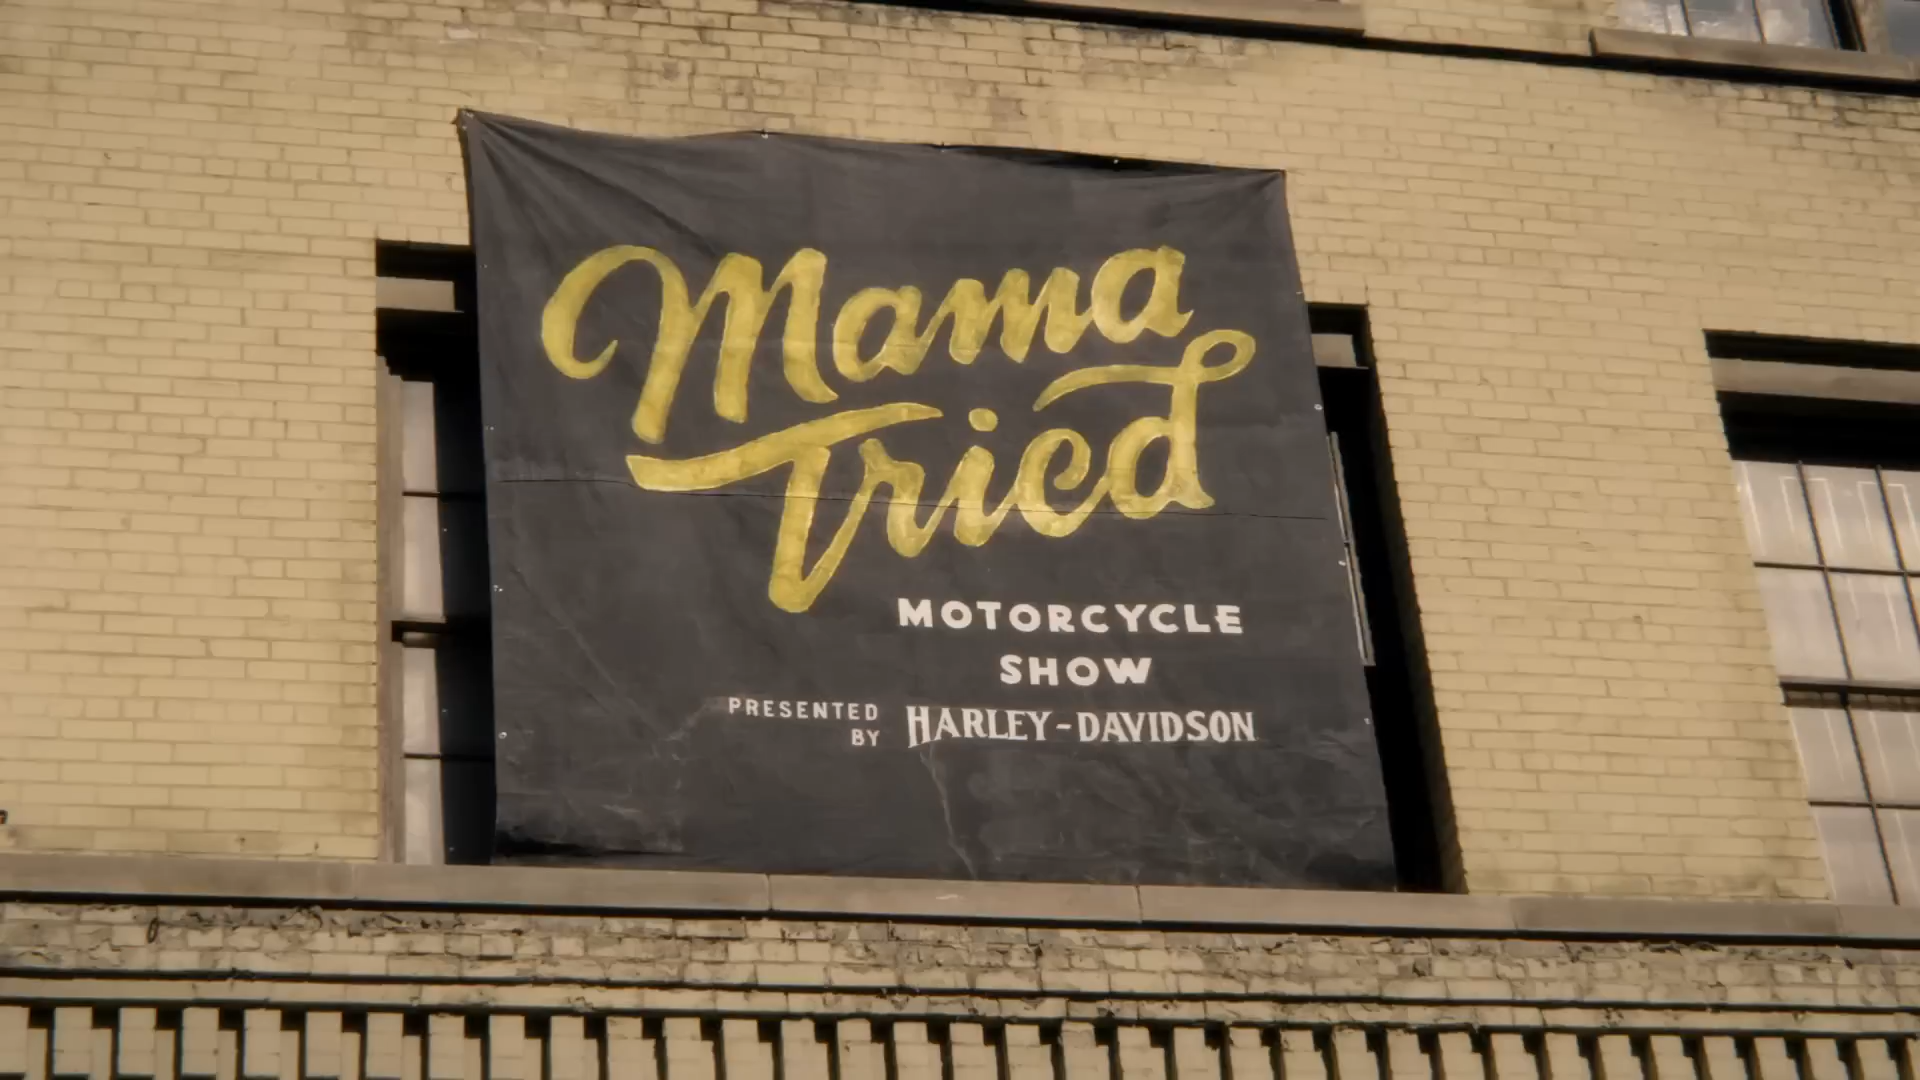 Mama
Tried
MOTORCYCLE
SHOW
PRESENTED
BY HARLEY-DAVIDSON